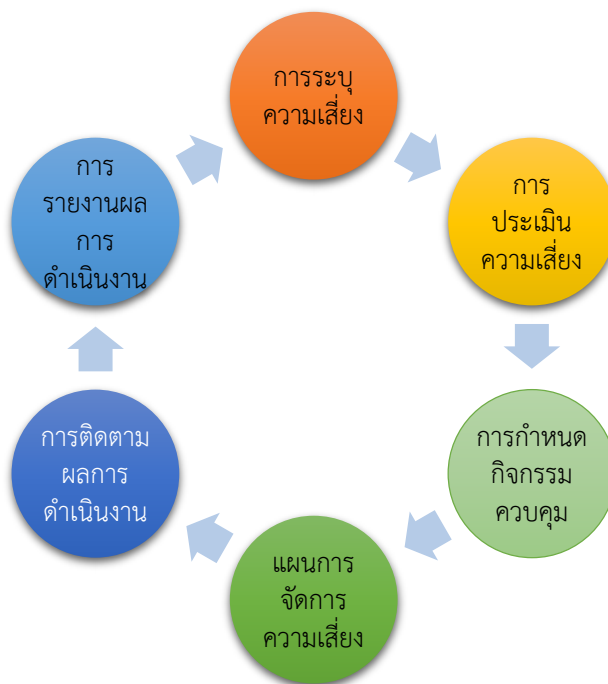 การระบุ
ความเสี่ยง
การ
ประเมิน
ความเสี่ยง
การกำหนด
กิจกรรม
ควบคุม
แผนการ
จัดการ
ความเสี่ยง
การติดตาม
ผลการ
ดำเนินงาน
การ
รายงานผล
การ
ดำเนินงาน